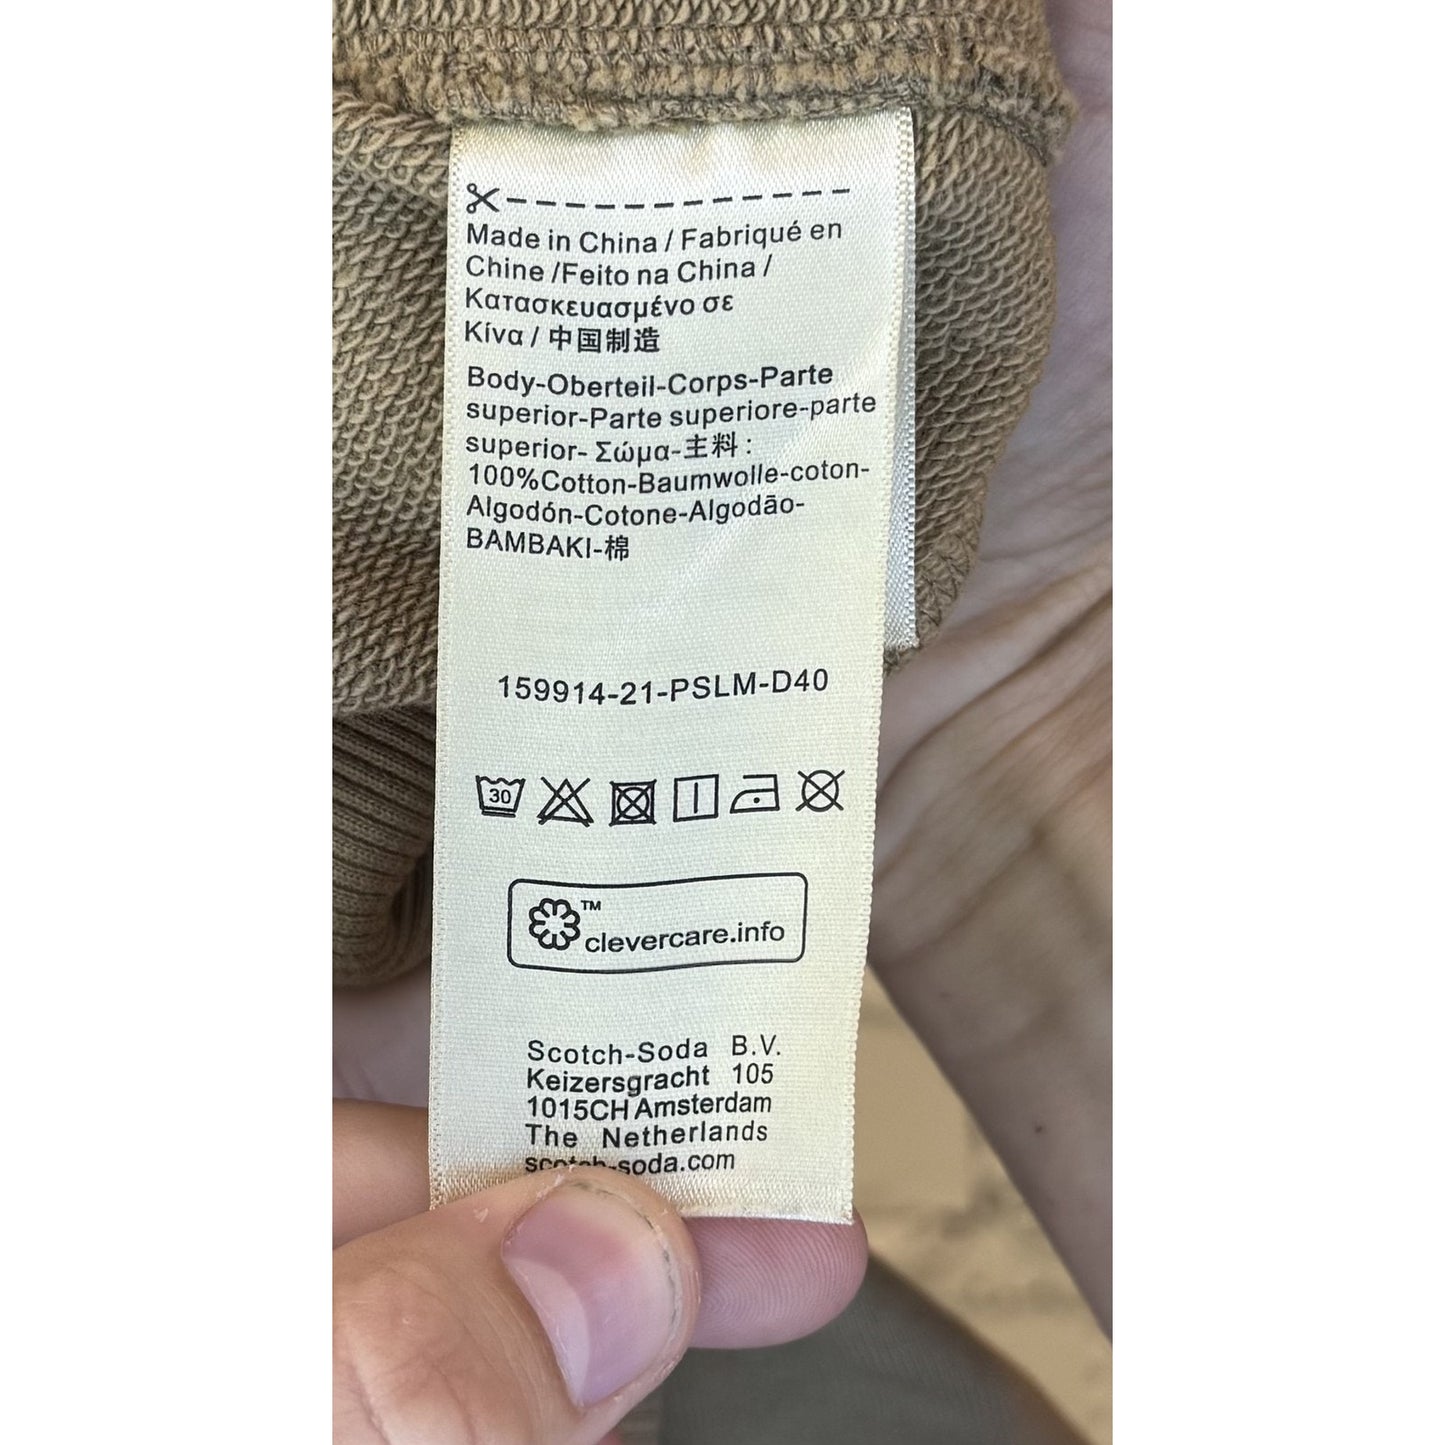 Made in China / Fabriqué en
Chine /Feito na China /
Κατασκευασμένο σε
Κίνα / 中国制造
Body-Oberteil-Corps-Parte
superior-Parte superiore-parte
superior- Σώμα-主料 :
100%Cotton-Baumwolle-coton-
Algodón-Cotone-Algodão-
BAMBAKI-棉
159914-21-PSLM-D40
30
TM
clevercare.info
Scotch-Soda B.V.
Keizersgracht 105
1015CH Amsterdam
The Netherlands
scotch-soda.com